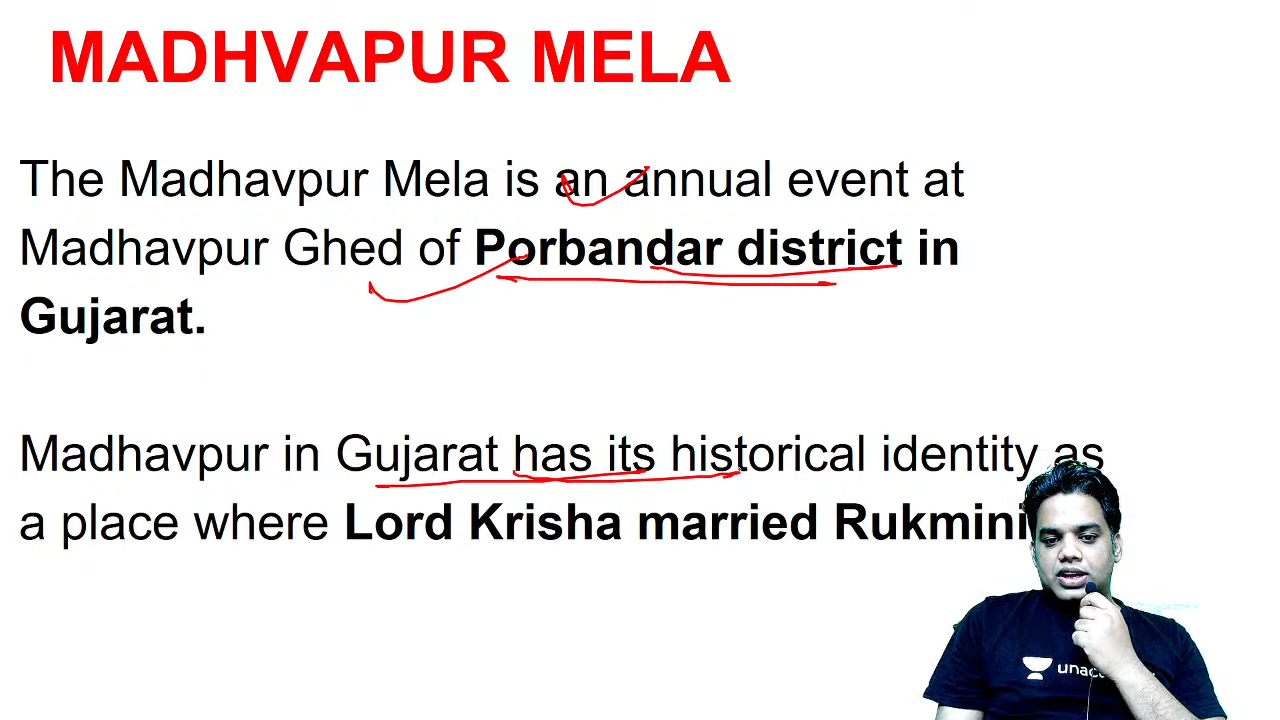 MADHVAPUR MELA
The Madhavpur Mela is an annual event at
Madhavpur Ghed of Porbandar district in
Gujarat.
Madhavpur in Gujarat has its historical identity as
a place where Lord Krisha married Rukmini